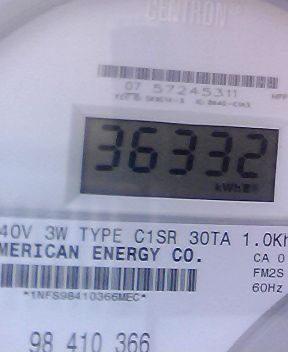 CENTRON
07 57245311
36332
kWh
40V 3W TYPE C1SR 30TA 1.0Kh
MERICAN ENERGY CO.
CA 0
FM2S
60Hz
*1NFS98410366MEC*
98 410 366